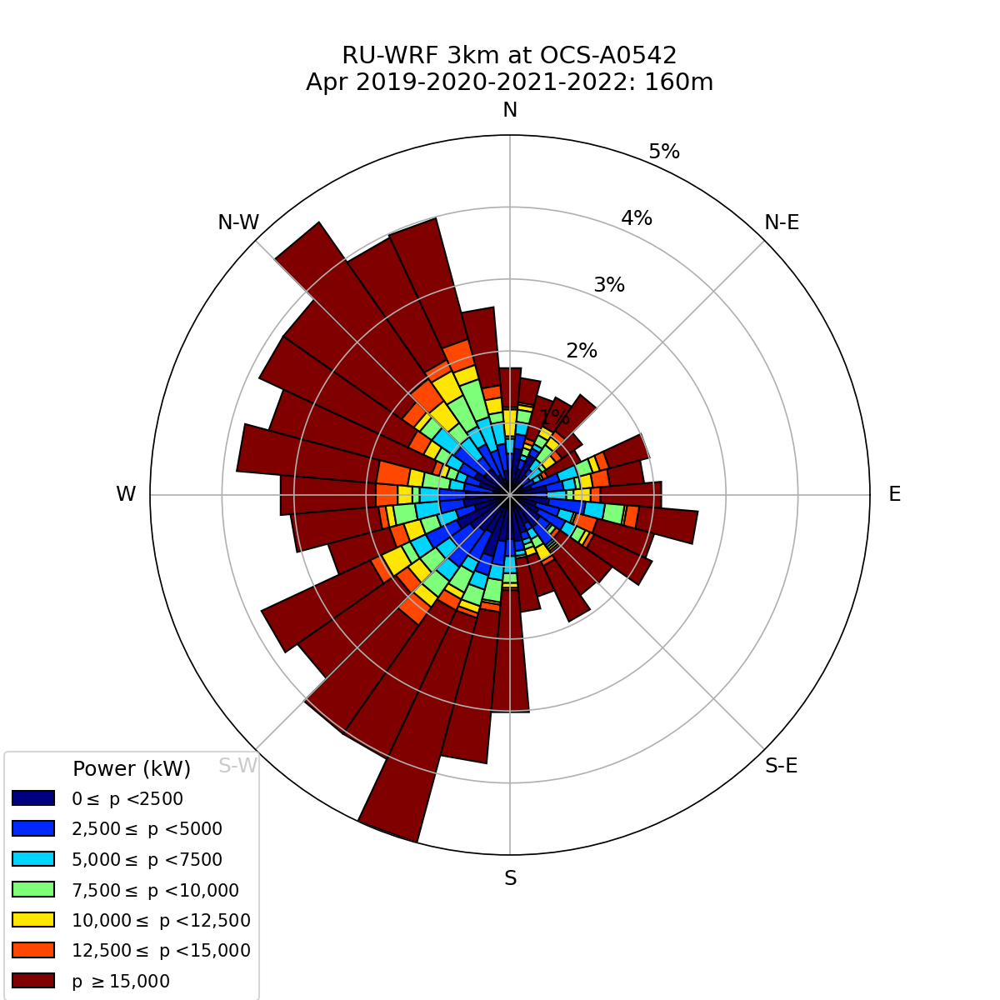 RU-WRF 3km at OCS-A0542
Apr 2019-2020-2021-2022: 160m
N
5%
N-W
4%
N-E
3%
2%
1%
W
E
S-W
S-E
S
Power (kW)
0≤ p <2500
2,500≤ p <5000
5,000≤ p <7500
7,500≤ p <10,000
10,000≤ p <12,500
12,500≤ p <15,000
p ≥15,000